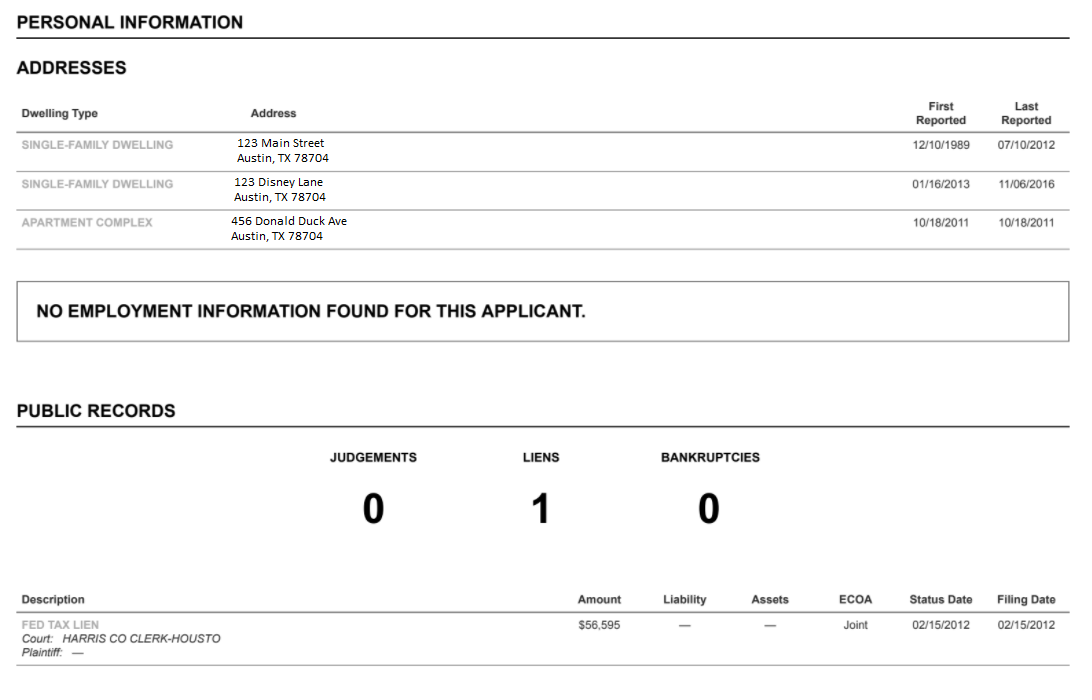 PERSONAL INFORMATION
ADDRESSES
Dwelling Type Address First Reported Last Reported
SINGLE-FAMILY DWELLING 123 Main Street 12/10/1989 07/10/2012
Austin, TX 78704
SINGLE-FAMILY DWELLING 123 Disney Lane 01/16/2013 11/06/2016
Austin, TX 78704
APARTMENT COMPLEX 456 Donald Duck Ave 10/18/2011 10/18/2011
Austin, TX 78704
NO EMPLOYMENT INFORMATION FOUND FOR THIS APPLICANT.
PUBLIC RECORDS
JUDGEMENTS LIENS BANKRUPTCIES
0 1 0
Description Amount Liability Assets ECOA Status Date Filing Date
FED TAX LIEN $56,595 — — Joint 02/15/2012 02/15/2012
Court: HARRIS CO CLERK-HOUSTO
Plaintiff: —